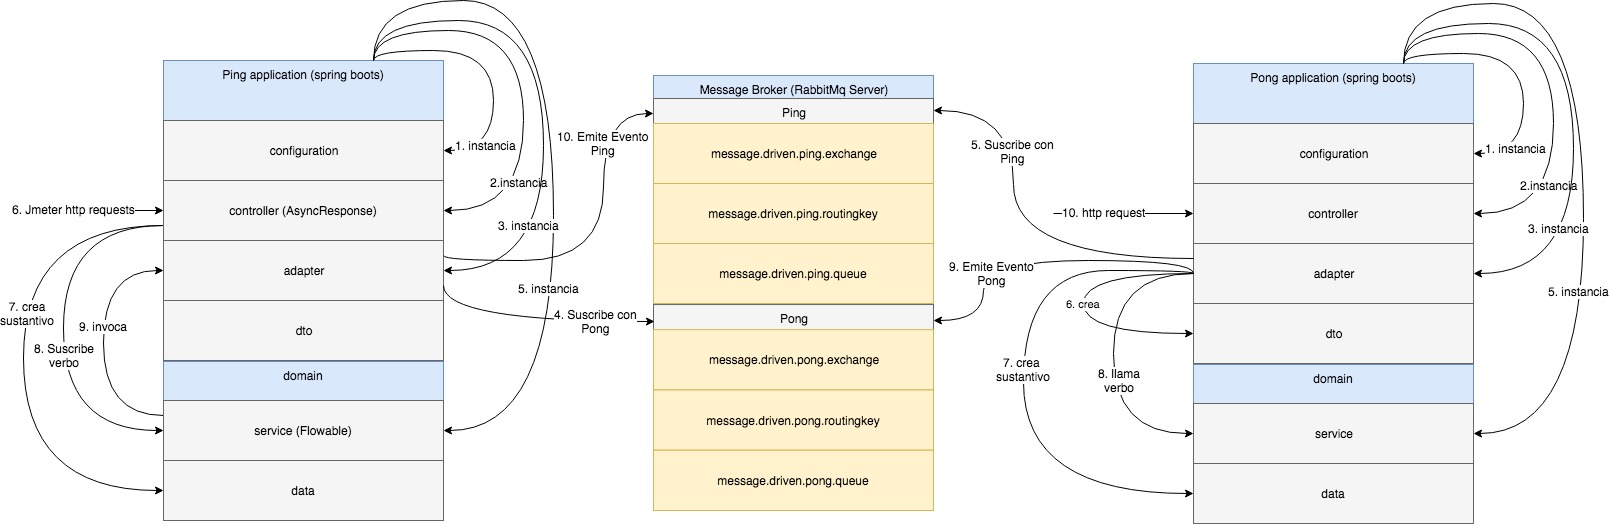 Ping application (spring boots)
configuration
controller (AsyncResponse)
adapter
dto
domain
service (Flowable)
data
1. instancia
2.instancia
3. instancia
5. instancia
4. Suscribe con
Pong
10. Emite Evento
Ping
6. Jmeter http requests
7. crea
sustantivo
8. Suscribe
verbo
9. invoca
Message Broker (RabbitMq Server)
Ping
message.driven.ping.exchange
message.driven.ping.routingkey
message.driven.ping.queue
Pong
message.driven.pong.exchange
message.driven.pong.routingkey
message.driven.pong.queue
5. Suscribe con
Ping
10. http request
9. Emite Evento
Pong
6. crea
7. crea
sustantivo
8. llama
verbo
Pong application (spring boots)
configuration
controller
adapter
dto
domain
service
data
1. instancia
2.instancia
3. instancia
5. instancia